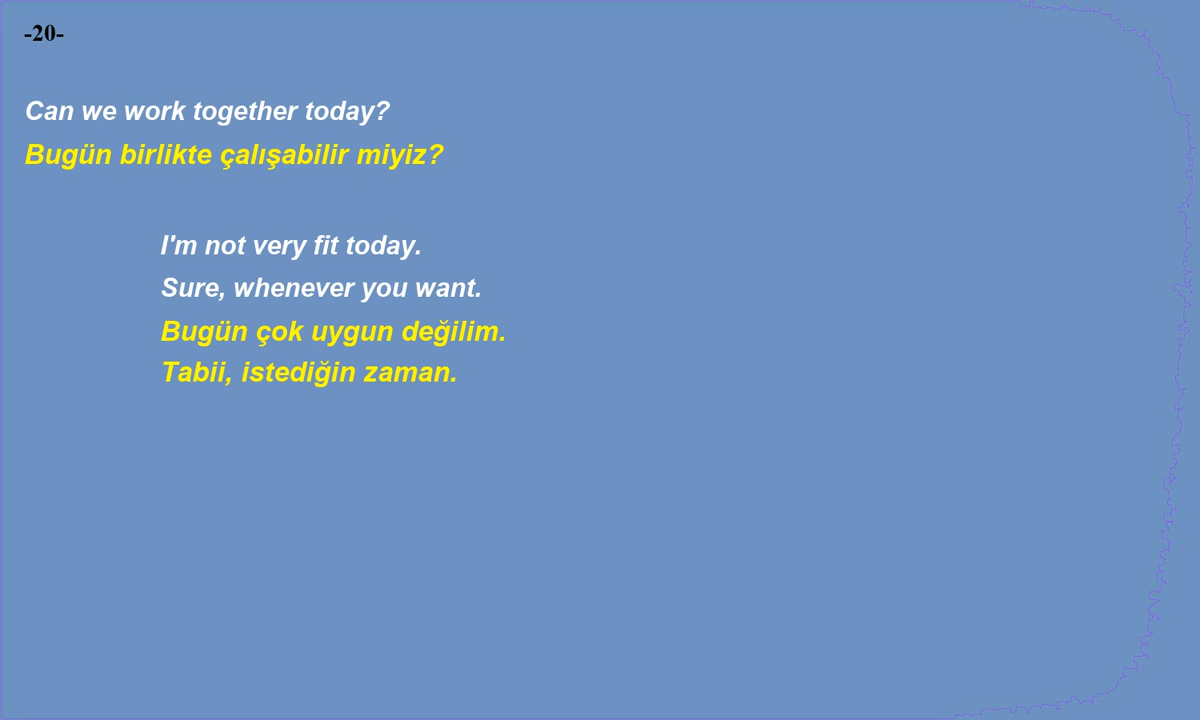 -20-
Can we work together today?
Bugün birlikte çalışabilir miyiz?
I'm not very fit today.
Sure, whenever you want.
Bugün çok uygun değilim.
Tabii, istediğin zaman.